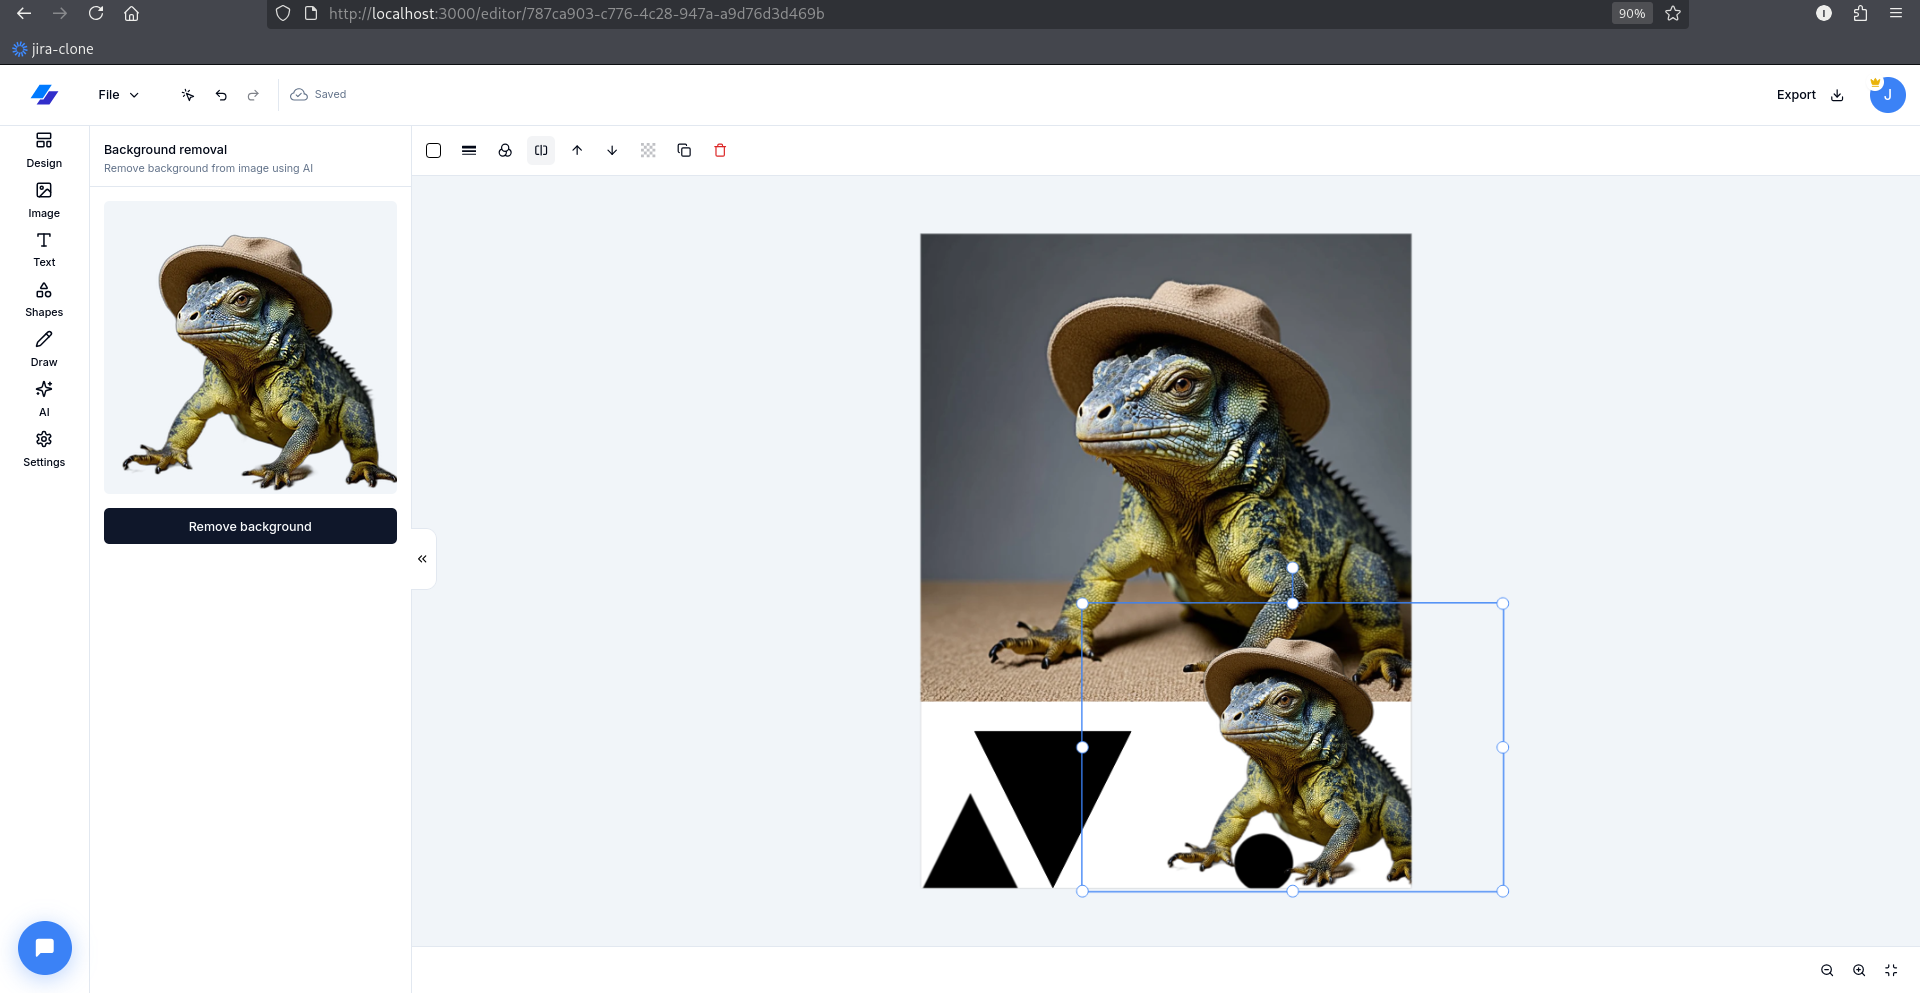 http://localhost:3000/editor/787ca903-c776-4c28-947a-a9d76d3d469b
90%
jira-clone
File
Saved
Export
J
Design
Image
Text
Shapes
Draw
AI
Settings
Background removal
Remove background from image using AI
Remove background